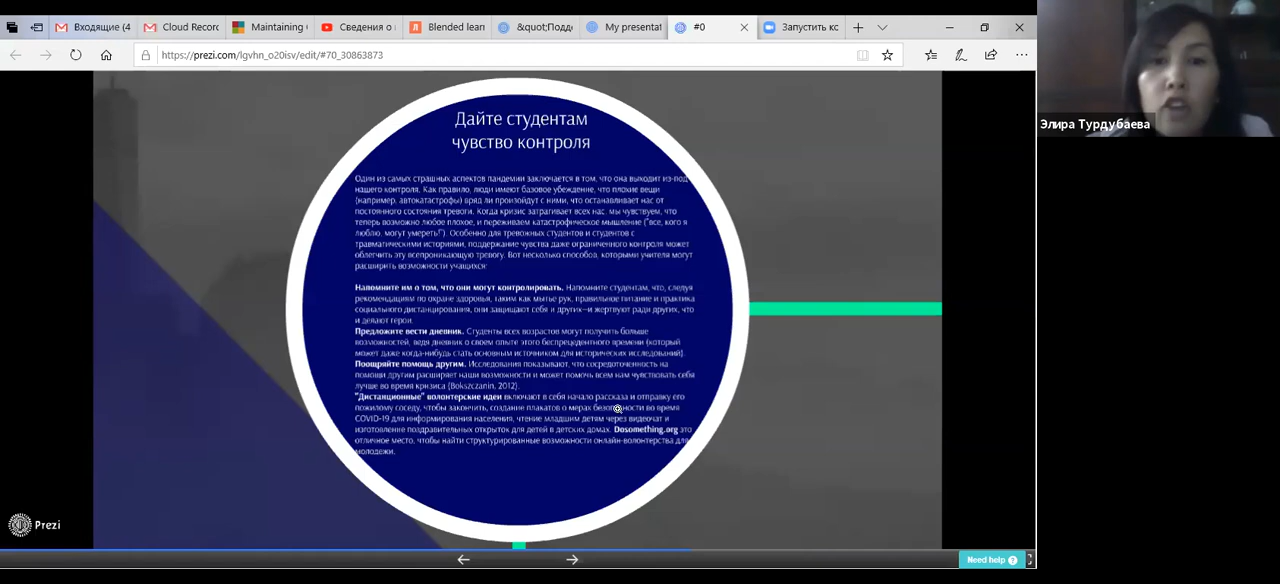 Входящие (4
Cloud Record
Maintaining
Сведения о
Blended lear
&quot;Подд
My presentat
#0
Запустить кс
https://prezi.com/lgvhn_o20isv/edit/#70_30863873
Элира Турдубаева
Дайте студентам
чувство контроля
Один из самых страшных аспектов пандемии заключается в том, что она выходит из-под
нашего контроля. Как правило, люди имеют базовое убеждение, что плохие вещи
(например, автокатастрофы) вряд ли произойдут с ними, что останавливает нас от
постоянного состояния тревоги. Когда кризис затрагивает всех нас, мы чувствуем, что
теперь возможно любое плохое, и переживаем катастрофическое мышление ("все, кого я
люблю, могут умереть!"). Особенно для тревожных студентов и студентов с
травматическими историями, поддержание чувства даже ограниченного контроля может
облегчить эту всепроникающую тревогу. Вот несколько способов, которыми учителя могут
расширить возможности учащихся:
Напомните им о том, что они могут контролировать. Напомните студентам, что, следуя
рекомендациям по охране здоровья, таким как мытье рук, правильное питание и практика
социального дистанцирования, они защищают себя и других—и жертвуют ради других, что
и делают герои.
Предложите вести дневник. Студенты всех возрастов могут получить больше
возможностей, ведя дневник о своем опыте этого беспрецедентного времени (который
может даже когда-нибудь стать основным источником для исторических исследований).
Поощряйте помощь другим. Исследования показывают, что сосредоточенность на
помощи другим расширяет наши возможности и может помочь всем нам чувствовать себя
лучше во время кризиса (Bokszczanin, 2012).
"Дистанционные" волонтерские идеи включают в себя начало рассказа и отправку его
пожилому соседу, чтобы закончить, создание плакатов о мерах безопасности во время
COVID-19 для информирования населения, чтение младшим детям через видеочат и
изготовление поздравительных открыток для детей в детских домах. Dosomething.org это
отличное место, чтобы найти структурированные возможности онлайн-волонтерства для
молодежи.
Prezi
Need help ?